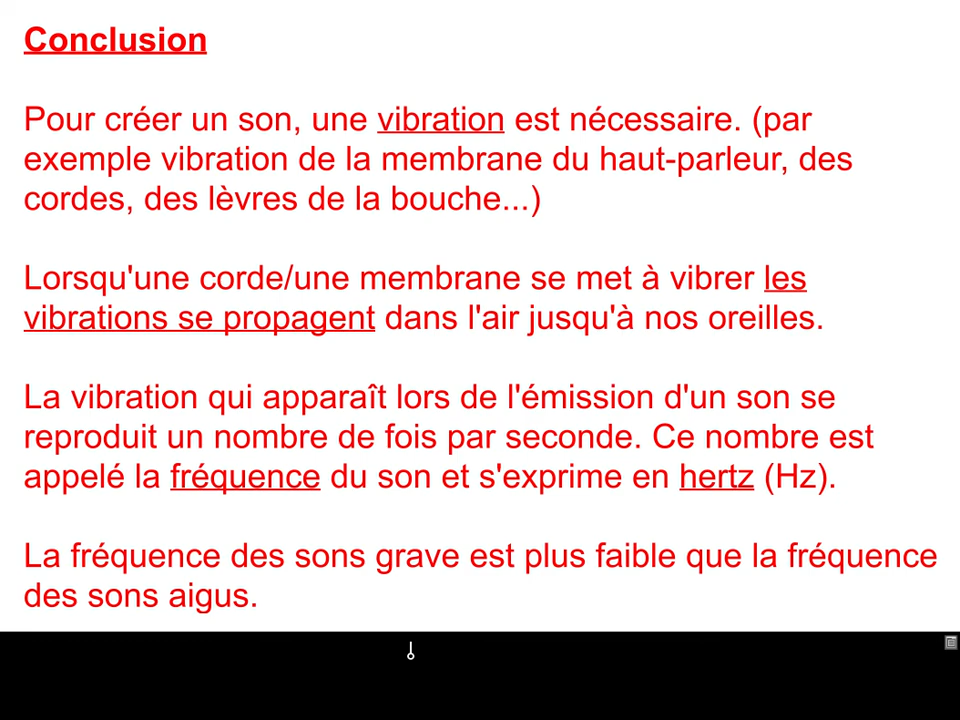 Conclusion
Pour créer un son, une vibration est nécessaire. (par
exemple vibration de la membrane du haut-parleur, des
cordes, des lèvres de la bouche...)
Lorsqu'une corde/une membrane se met à vibrer les
vibrations se propagent dans l'air jusqu'à nos oreilles.
La vibration qui apparaît lors de l'émission d'un son se
reproduit un nombre de fois par seconde. Ce nombre est
appelé la fréquence du son et s'exprime en hertz (Hz).
La fréquence des sons grave est plus faible que la fréquence
des sons aigus.